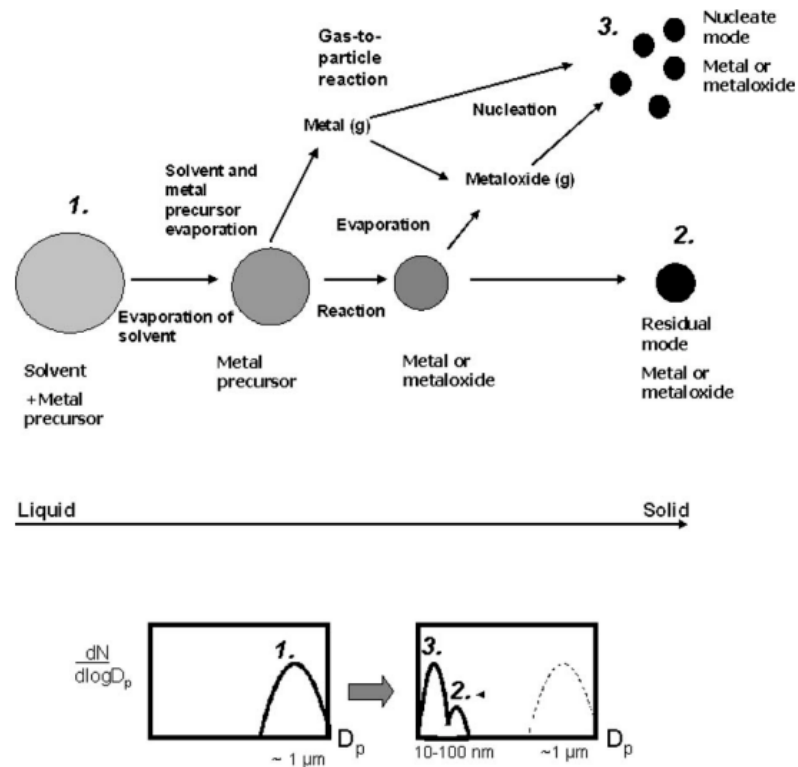 3.
Nucleate
mode
Metal or
metaloxide
Gas-to-
particle
reaction
Nucleation
Metal (g)
Metaloxide (g)
Solvent and
metal
precursor
evaporation
1.
Evaporation
2.
Evaporation of
solvent
Reaction
Solvent
+Metal
precursor
Metal
precursor
Metal or
metaloxide
Residual
mode
Metal or
metaloxide
Liquid
Solid
dN
dlogDp
1.
Dp
~ 1 µm
3.
2.
Dp
10-100 nm
~1 µm